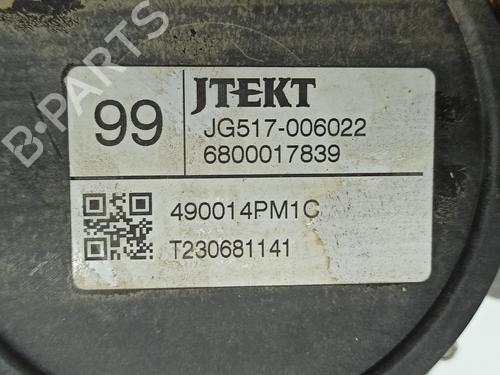 B-PARTS
JTEKT
99
JG517-006022
6800017839
490014PM1C
T230681141